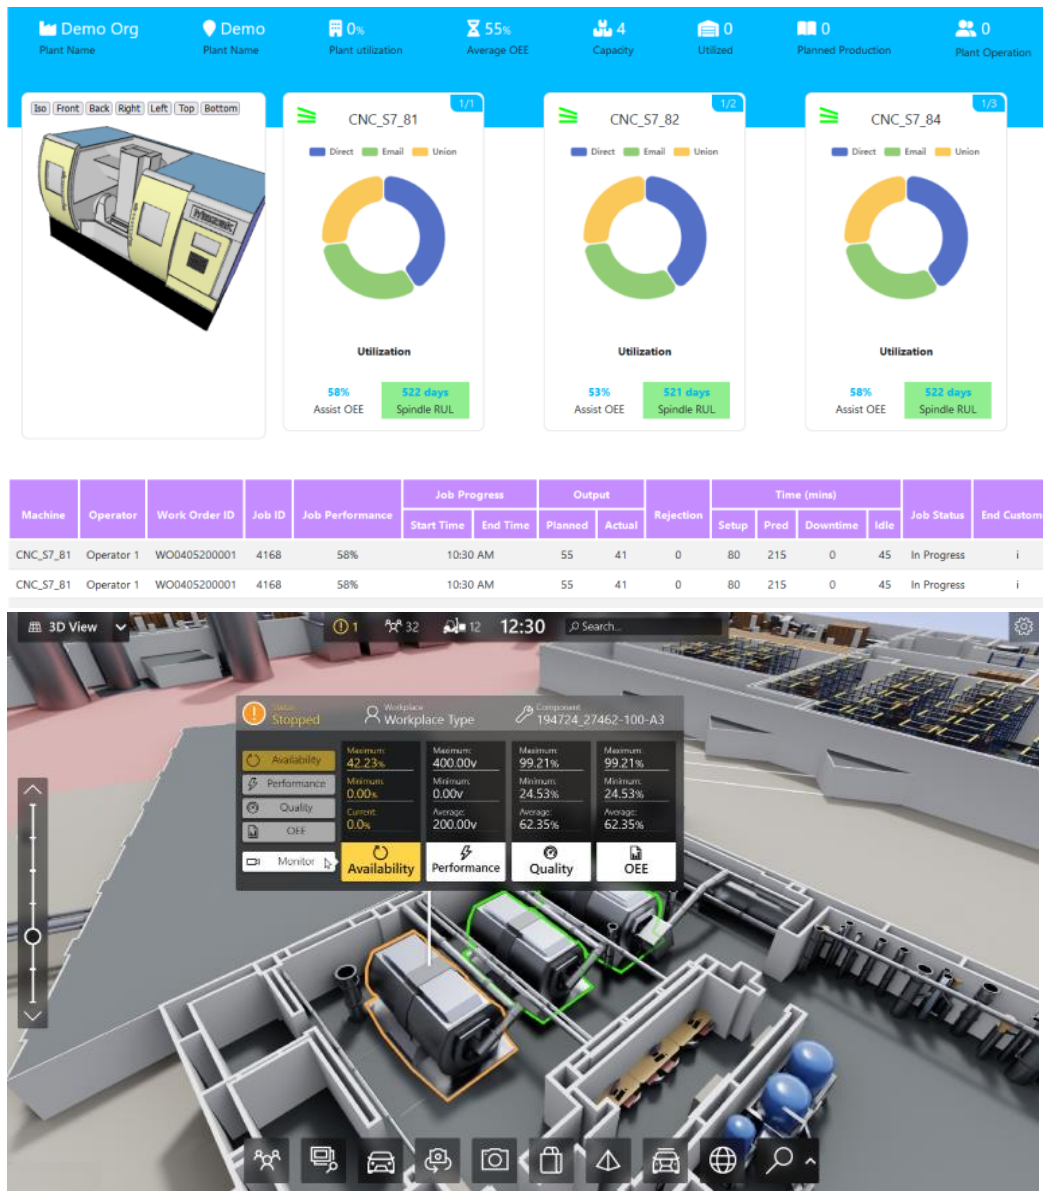 Demo Org
Plant Name
Demo
Plant Name
0%
Plant utilization
55%
Average OEE
4
Capacity
0
Utilized
0
Planned Production
0
Plant Operation
Iso Front Back Right Left Top Bottom
Mazak
1/1
CNC_S7_81
Direct Email Union
Utilization
58%
Assist OEE
522 days
Spindle RUL
1/2
CNC_S7_82
Direct Email Union
Utilization
53%
Assist OEE
521 days
Spindle RUL
1/3
CNC_S7_84
Direct Email Union
Utilization
58%
Assist OEE
522 days
Spindle RUL
Machine Operator Work Order ID Job ID Job Performance Job Progress Output Rejection Time (mins) Job Status End Custom
Start Time End Time Planned Actual Setup Pred Downtime Idle
CNC_S7_81 Operator 1 WO0405200001 4168 58% 10:30 AM 55 41 0 80 215 0 45 In Progress i
CNC_S7_81 Operator 1 WO0405200001 4168 58% 10:30 AM 55 41 0 80 215 0 45 In Progress i
3D View
1
32
12
12:30
Search...
Status
Stopped
Workplace
Workplace Type
Component
194724_27462-100-A3
Availability
Performance
Quality
OEE
Monitor
Maximum:
42.23%
Minimum:
0.00%
Current:
0.0%
Availability
Maximum:
400.00v
Minimum:
0.00v
Average:
200.00v
Performance
Maximum:
99.21%
Minimum:
24.53%
Average:
62.35%
Quality
Maximum:
99.21%
Minimum:
24.53%
Average:
62.35%
OEE